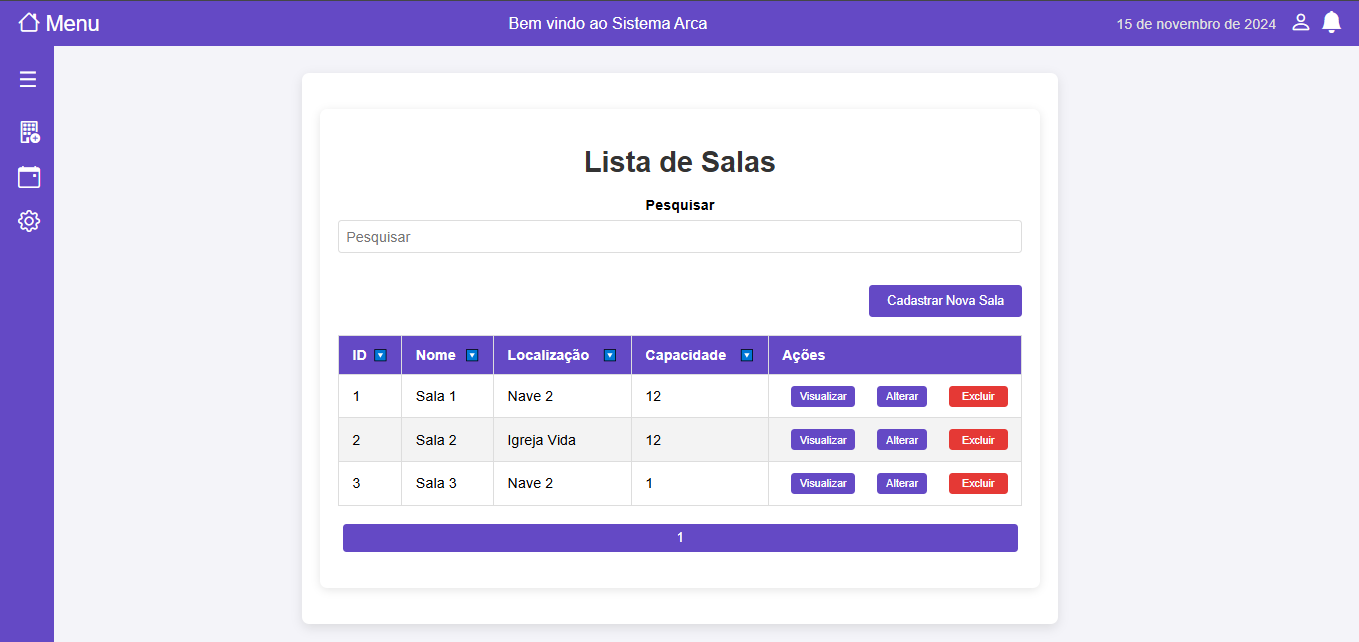 Menu Bem vindo ao Sistema Arca 15 de novembro de 2024
Lista de Salas
Pesquisar
Pesquisar
Cadastrar Nova Sala
ID Nome Localização Capacidade Ações
1 Sala 1 Nave 2 12 Visualizar Alterar Excluir
2 Sala 2 Igreja Vida 12 Visualizar Alterar Excluir
3 Sala 3 Nave 2 1 Visualizar Alterar Excluir
1